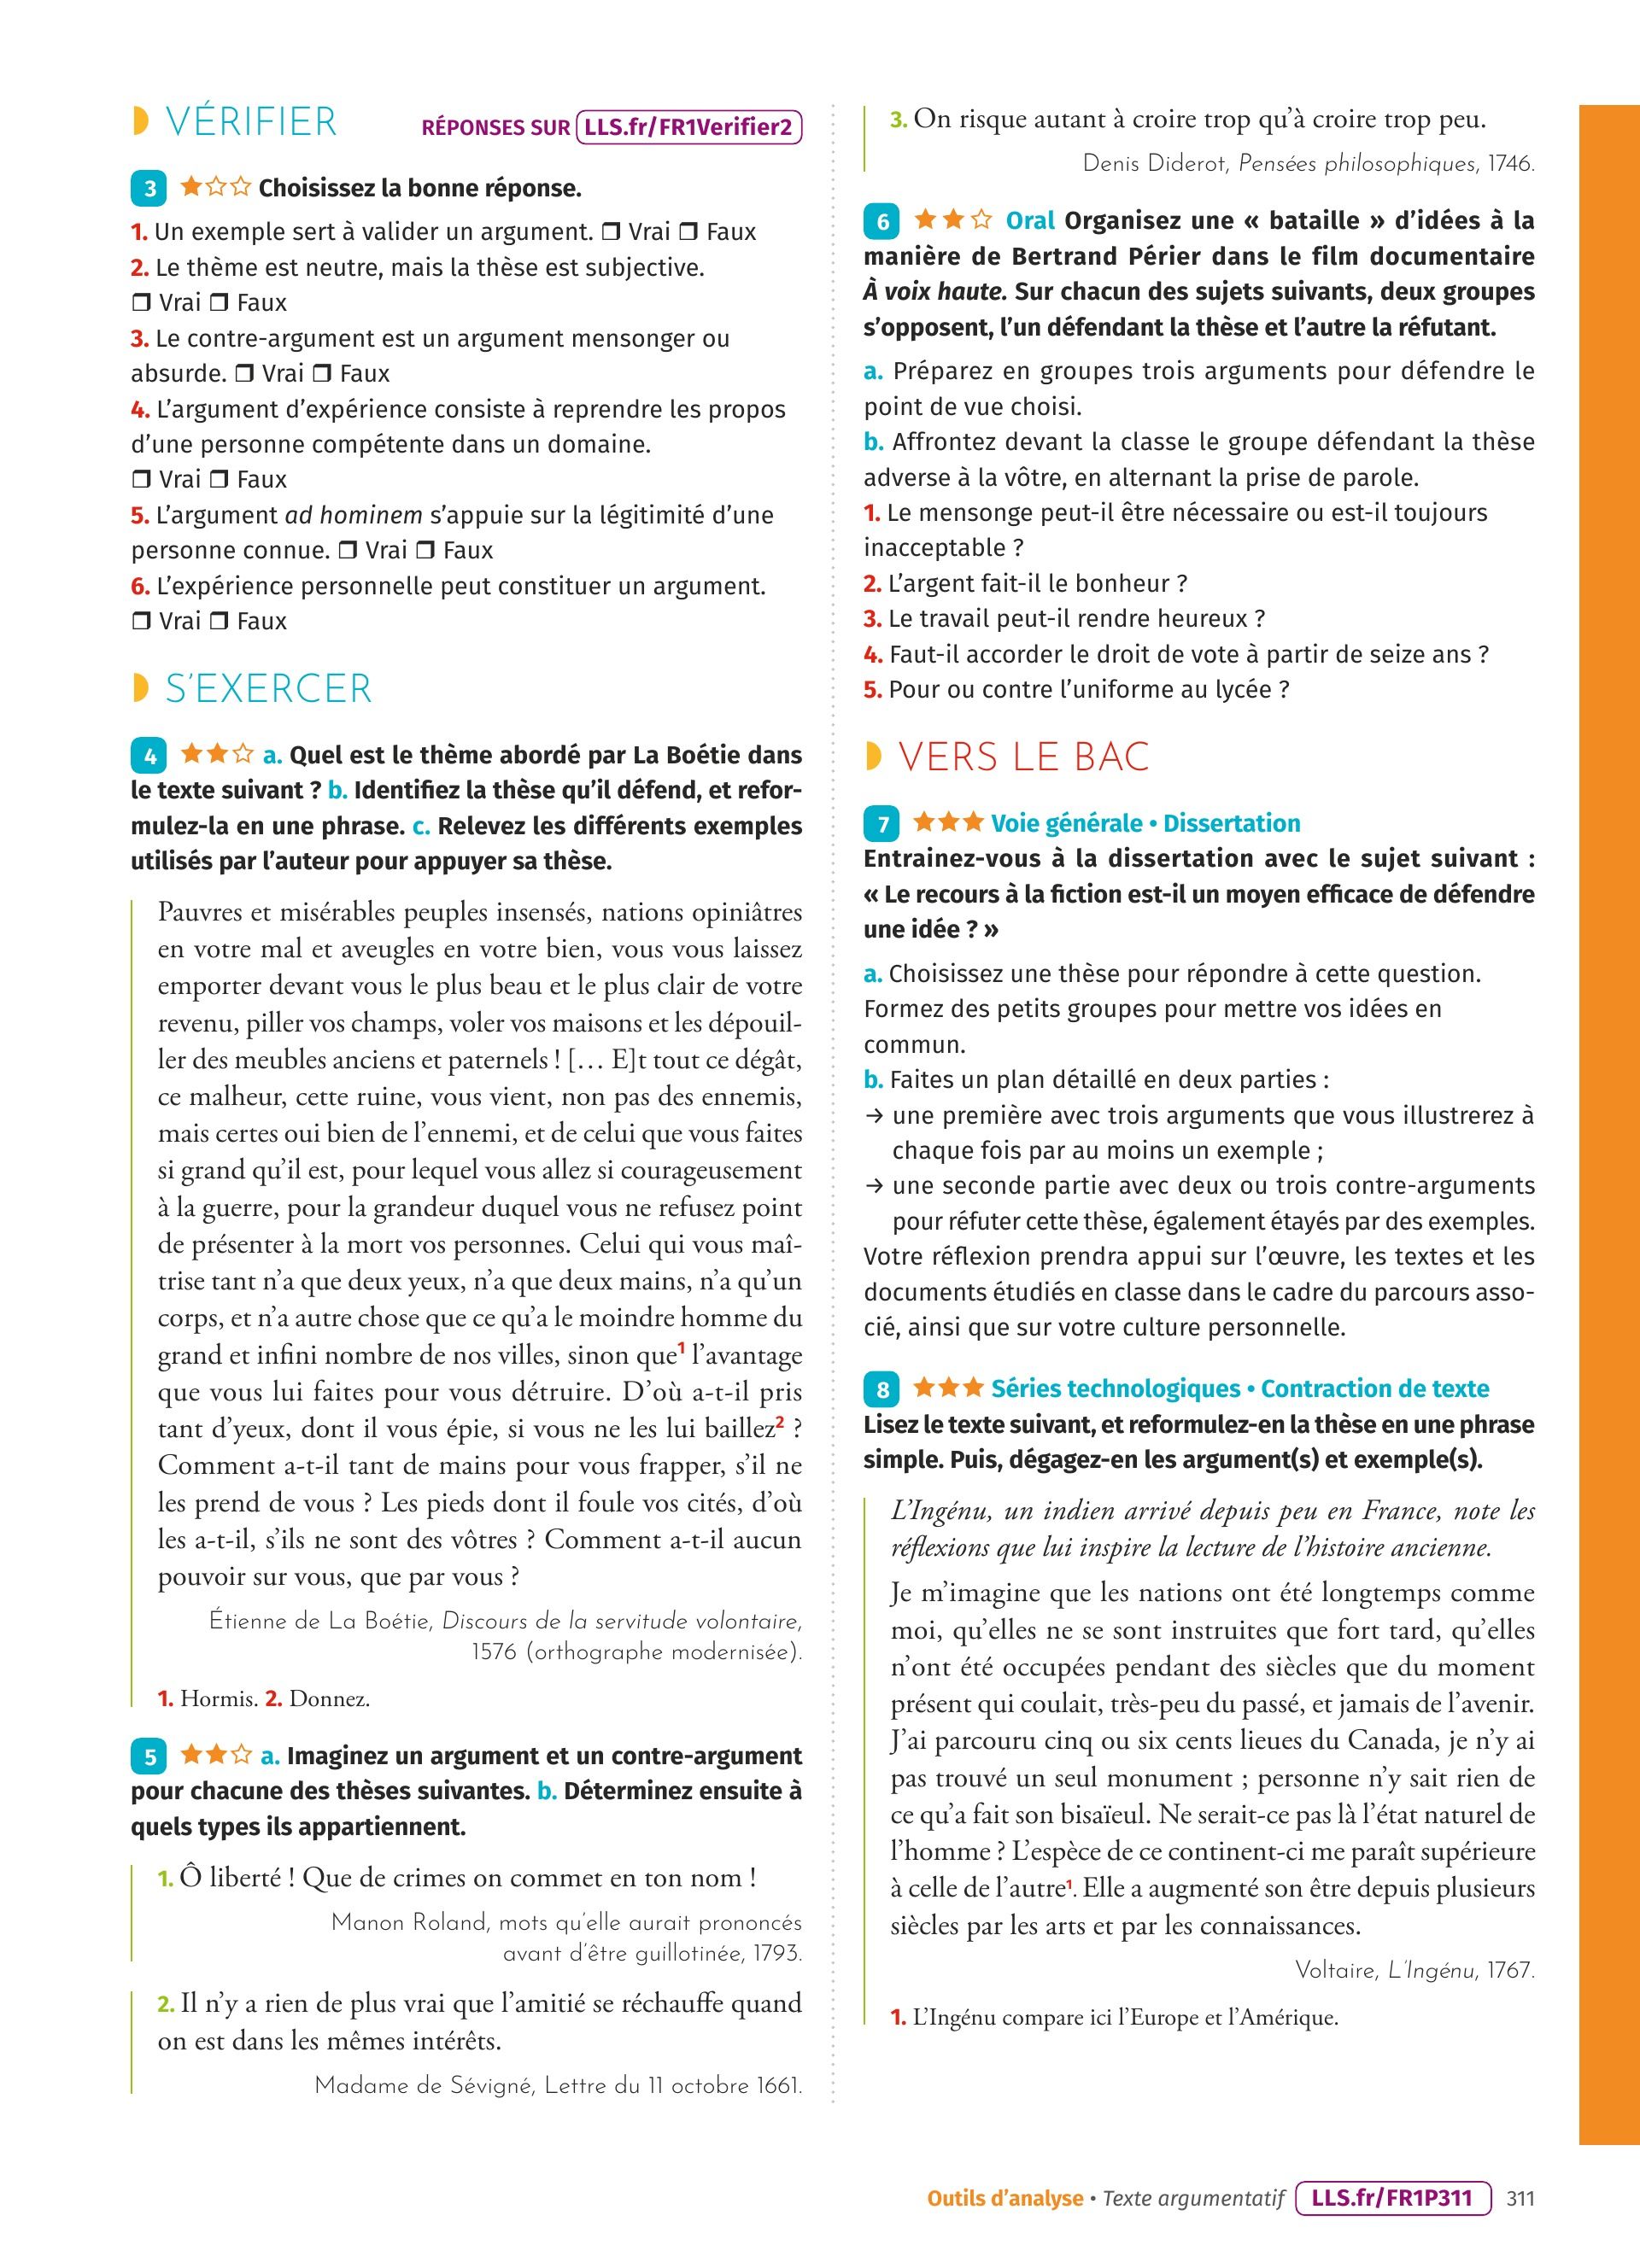 VÉRIFIER
RÉPONSES SUR LLS.fr/FR1Verifier2
3 ★☆☆ Choisissez la bonne réponse.
1. Un exemple sert à valider un argument. ❒ Vrai ❒ Faux
2. Le thème est neutre, mais la thèse est subjective.
❒ Vrai ❒ Faux
3. Le contre-argument est un argument mensonger ou
absurde. ❒ Vrai ❒ Faux
4. L’argument d’expérience consiste à reprendre les propos
d’une personne compétente dans un domaine.
❒ Vrai ❒ Faux
5. L’argument ad hominem s’appuie sur la légitimité d’une
personne connue. ❒ Vrai ❒ Faux
6. L’expérience personnelle peut constituer un argument.
❒ Vrai ❒ Faux
S’EXERCER
4 ★★☆ a. Quel est le thème abordé par La Boétie dans
le texte suivant ? b. Identifiez la thèse qu’il défend, et refor-
mulez-la en une phrase. c. Relevez les différents exemples
utilisés par l’auteur pour appuyer sa thèse.
Pauvres et misérables peuples insensés, nations opiniâtres
en votre mal et aveugles en votre bien, vous vous laissez
emporter devant vous le plus beau et le plus clair de votre
revenu, piller vos champs, voler vos maisons et les dépouil-
ler des meubles anciens et paternels ! [… E]t tout ce dégât,
ce malheur, cette ruine, vous vient, non pas des ennemis,
mais certes oui bien de l’ennemi, et de celui que vous faites
si grand qu’il est, pour lequel vous allez si courageusement
à la guerre, pour la grandeur duquel vous ne refusez point
de présenter à la mort vos personnes. Celui qui vous maî-
trise tant n’a que deux yeux, n’a que deux mains, n’a qu’un
corps, et n’a autre chose que ce qu’a le moindre homme du
grand et infini nombre de nos villes, sinon que1 l’avantage
que vous lui faites pour vous détruire. D’où a-t-il pris
tant d’yeux, dont il vous épie, si vous ne les lui baillez2 ?
Comment a-t-il tant de mains pour vous frapper, s’il ne
les prend de vous ? Les pieds dont il foule vos cités, d’où
les a-t-il, s’ils ne sont des vôtres ? Comment a-t-il aucun
pouvoir sur vous, que par vous ?
Étienne de La Boétie, Discours de la servitude volontaire,
1576 (orthographe modernisée).
1. Hormis. 2. Donnez.
5 ★★☆ a. Imaginez un argument et un contre-argument
pour chacune des thèses suivantes. b. Déterminez ensuite à
quels types ils appartiennent.
1. Ô liberté ! Que de crimes on commet en ton nom !
Manon Roland, mots qu’elle aurait prononcés
avant d’être guillotinée, 1793.
2. Il n’y a rien de plus vrai que l’amitié se réchauffe quand
on est dans les mêmes intérêts.
Madame de Sévigné, Lettre du 11 octobre 1661.
3. On risque autant à croire trop qu’à croire trop peu.
Denis Diderot, Pensées philosophiques, 1746.
6 ★★☆ Oral Organisez une « bataille » d’idées à la
manière de Bertrand Périer dans le film documentaire
À voix haute. Sur chacun des sujets suivants, deux groupes
s’opposent, l’un défendant la thèse et l’autre la réfutant.
a. Préparez en groupes trois arguments pour défendre le
point de vue choisi.
b. Affrontez devant la classe le groupe défendant la thèse
adverse à la vôtre, en alternant la prise de parole.
1. Le mensonge peut-il être nécessaire ou est-il toujours
inacceptable ?
2. L’argent fait-il le bonheur ?
3. Le travail peut-il rendre heureux ?
4. Faut-il accorder le droit de vote à partir de seize ans ?
5. Pour ou contre l’uniforme au lycée ?
VERS LE BAC
7 ★★★ Voie générale • Dissertation
Entrainez-vous à la dissertation avec le sujet suivant :
« Le recours à la fiction est-il un moyen efficace de défendre
une idée ? »
a. Choisissez une thèse pour répondre à cette question.
Formez des petits groupes pour mettre vos idées en
commun.
b. Faites un plan détaillé en deux parties :
→ une première avec trois arguments que vous illustrerez à
chaque fois par au moins un exemple ;
→ une seconde partie avec deux ou trois contre-arguments
pour réfuter cette thèse, également étayés par des exemples.
Votre réflexion prendra appui sur l’œuvre, les textes et les
documents étudiés en classe dans le cadre du parcours asso-
cié, ainsi que sur votre culture personnelle.
8 ★★★ Séries technologiques • Contraction de texte
Lisez le texte suivant, et reformulez-en la thèse en une phrase
simple. Puis, dégagez-en les argument(s) et exemple(s).
L’Ingénu, un indien arrivé depuis peu en France, note les
réflexions que lui inspire la lecture de l’histoire ancienne.
Je m’imagine que les nations ont été longtemps comme
moi, qu’elles ne se sont instruites que fort tard, qu’elles
n’ont été occupées pendant des siècles que du moment
présent qui coulait, très-peu du passé, et jamais de l’avenir.
J’ai parcouru cinq ou six cents lieues du Canada, je n’y ai
pas trouvé un seul monument ; personne n’y sait rien de
ce qu’a fait son bisaïeul. Ne serait-ce pas là l’état naturel de
l’homme ? L’espèce de ce continent-ci me paraît supérieure
à celle de l’autre1. Elle a augmenté son être depuis plusieurs
siècles par les arts et par les connaissances.
Voltaire, L’Ingénu, 1767.
1. L’Ingénu compare ici l’Europe et l’Amérique.
Outils d’analyse • Texte argumentatif LLS.fr/FR1P311 311